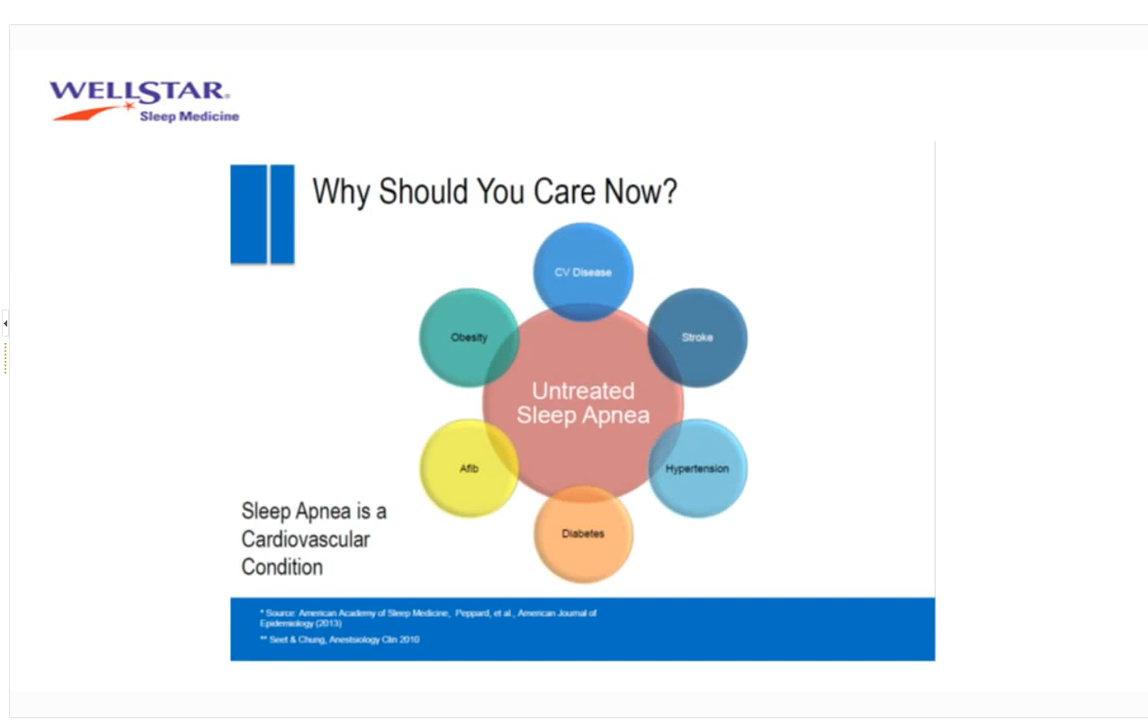 WELLSTAR®
Sleep Medicine
Why Should You Care Now?
CV Disease
Obesity
Stroke
Untreated
Sleep Apnea
Afib
Hypertension
Diabetes
Sleep Apnea is a
Cardiovascular
Condition
* Source: American Academy of Sleep Medicine, Peppard, et al., American Journal of
Epidemiology (2013)
** Seet & Chung, Anestsiology Clin 2010